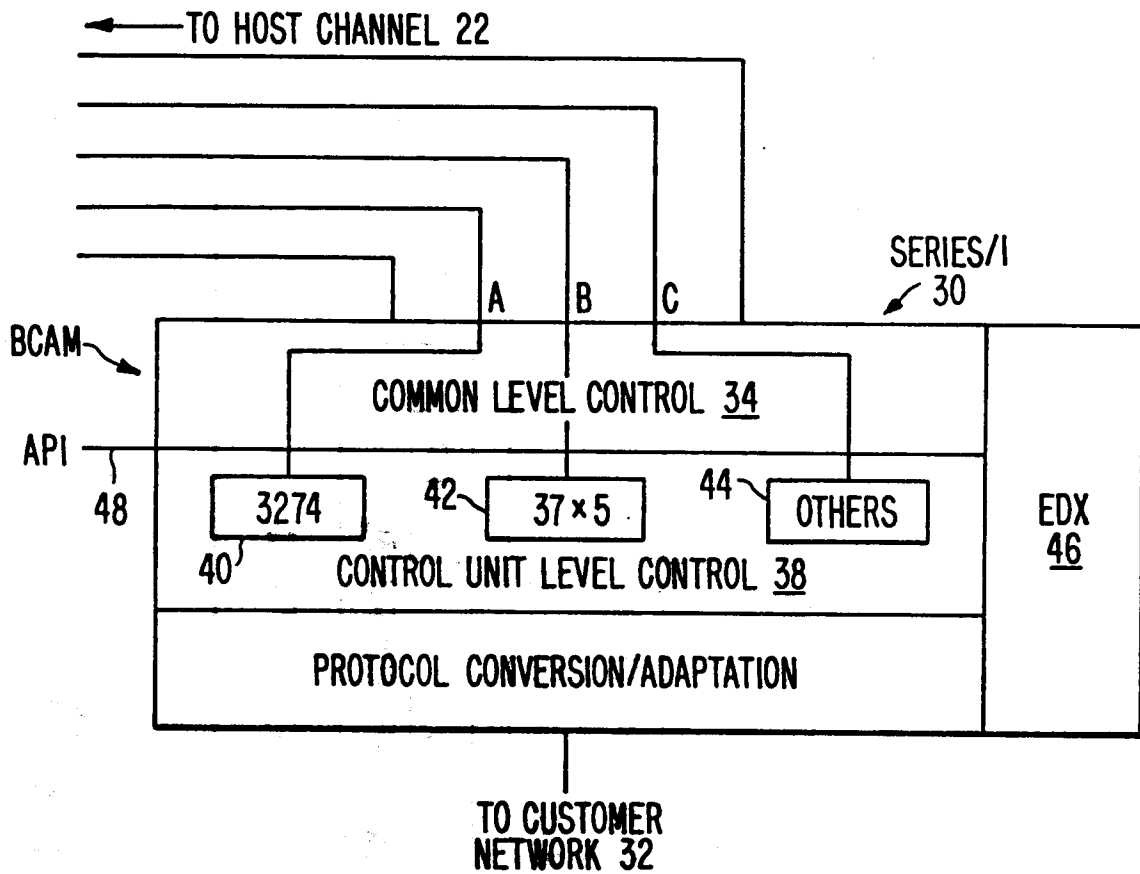 TO HOST CHANNEL 22
A B C
SERIES/1
30
BCAM
COMMON LEVEL CONTROL 34
API
48
3274
40
42
37×5
44
OTHERS
CONTROL UNIT LEVEL CONTROL 38
EDX
46
PROTOCOL CONVERSION/ADAPTATION
TO CUSTOMER
NETWORK 32